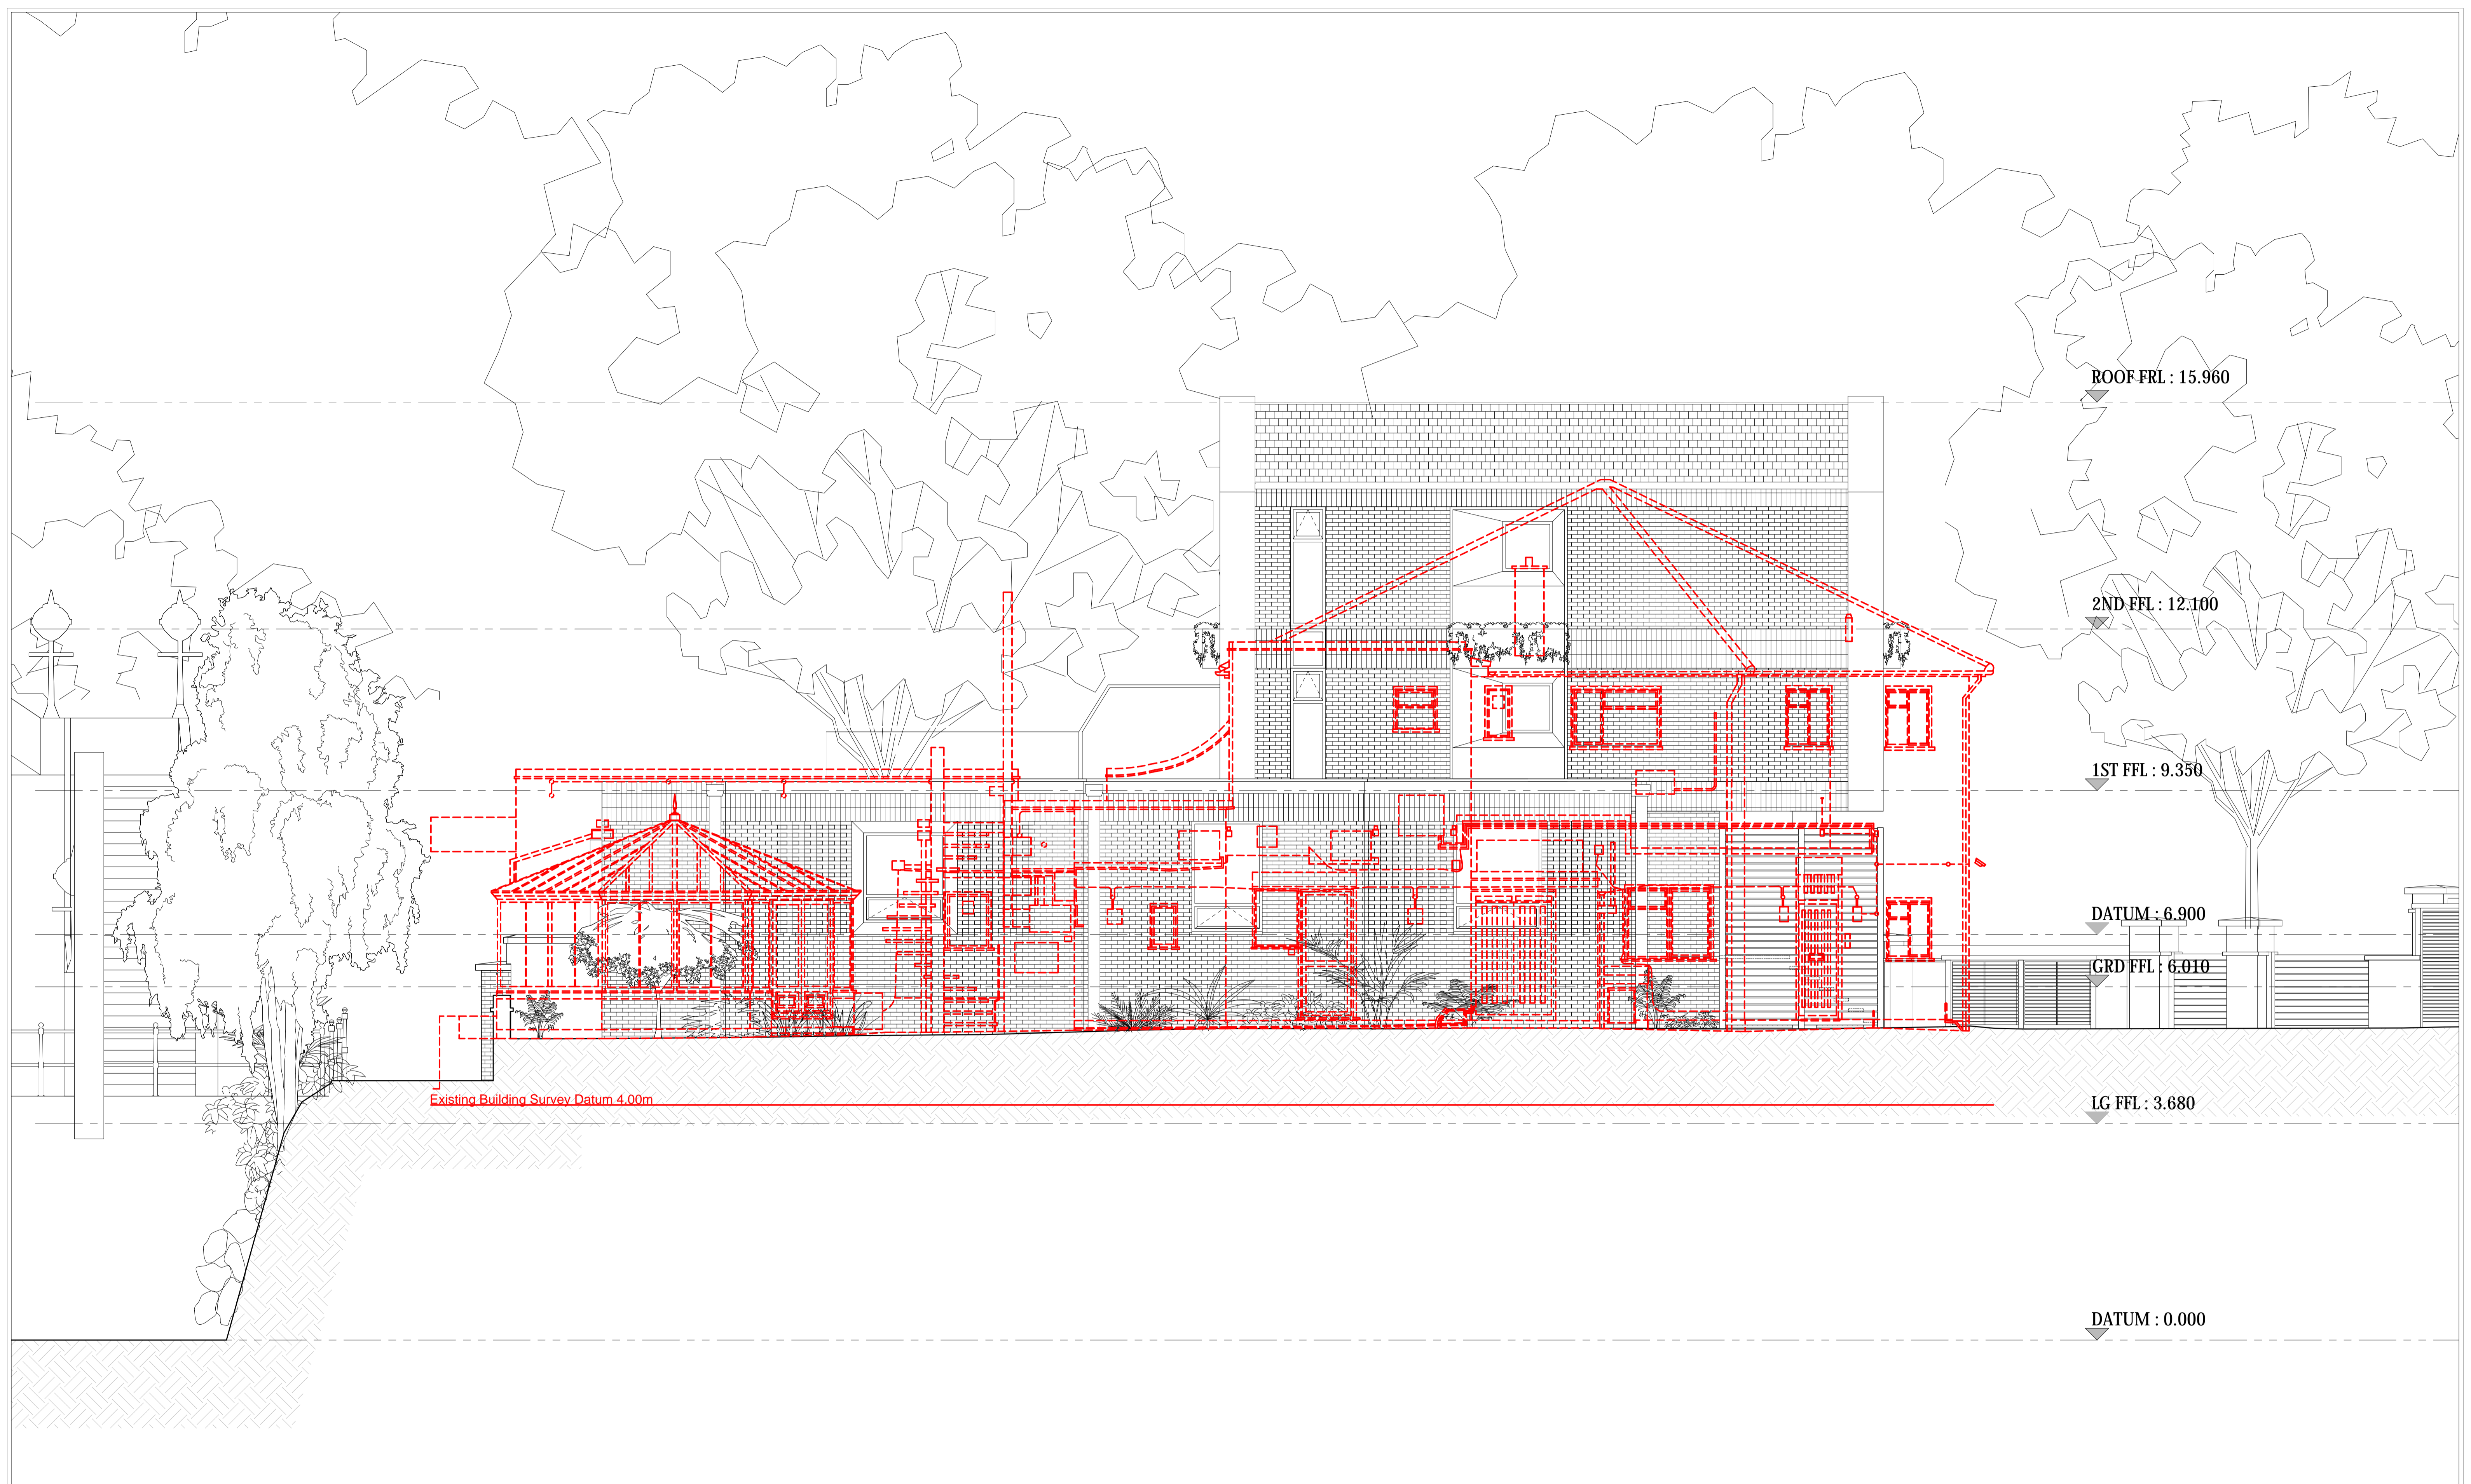 ROOF FRL : 15.960
2ND FFL : 12.100
1ST FFL : 9.350
DATUM : 6.900
GRD FFL : 6.010
Existing Building Survey Datum 4.00m
LG FFL : 3.680
DATUM : 0.000